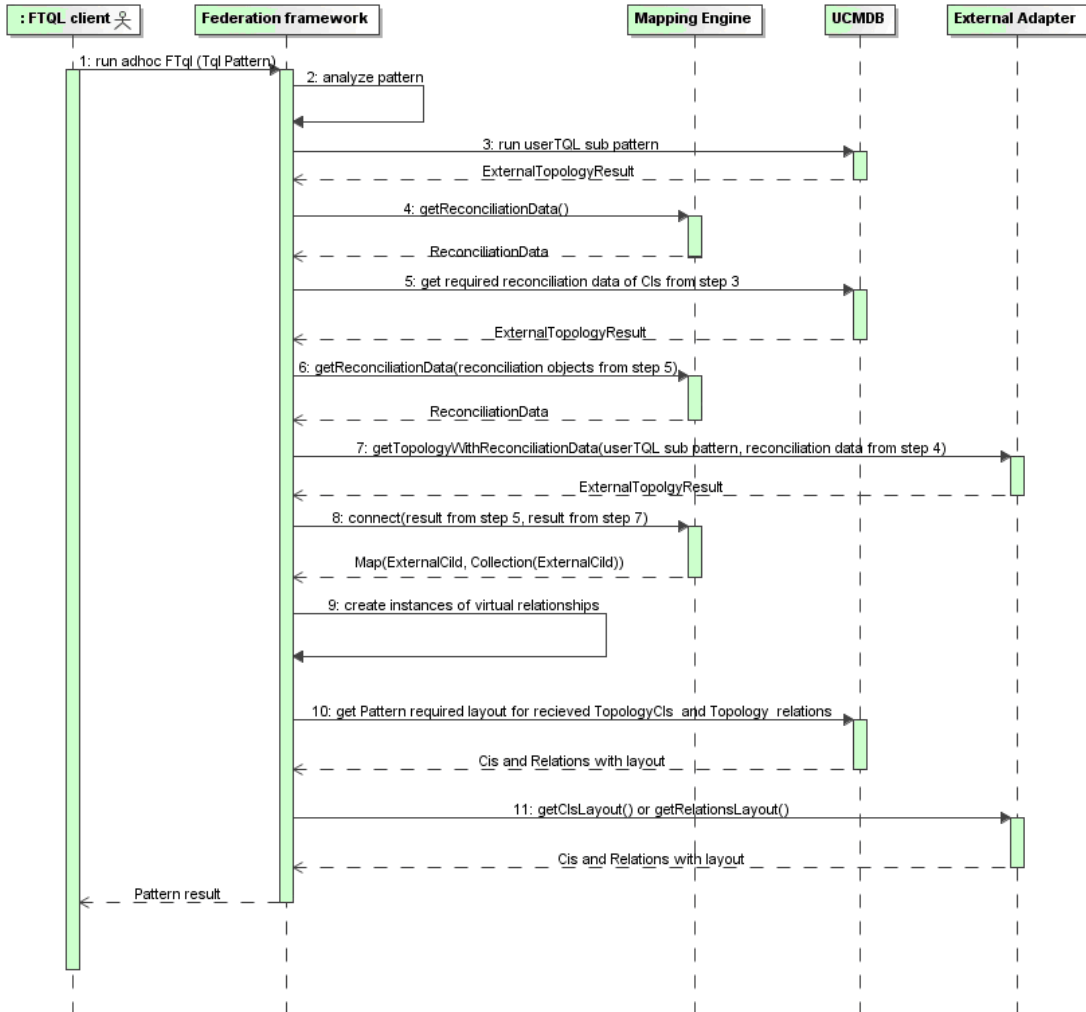 : FTQL client
Federation framework
Mapping Engine
UCMDB
External Adapter
1: run adhoc FTql (Tql Pattern)
2: analyze pattern
3: run userTQL sub pattern
ExternalTopologyResult
4: getReconciliationData()
ReconciliationData
5: get required reconciliation data of CIs from step 3
ExternalTopologyResult
6: getReconciliationData(reconciliation objects from step 5)
ReconciliationData
7: getTopologyWithReconciliationData(userTQL sub pattern, reconciliation data from step 4)
ExternalTopolgyResult
8: connect(result from step 5, result from step 7)
Map(ExternalCiId, Collection(ExternalCiId))
9: create instances of virtual relationships
10: get Pattern required layout for recieved TopologyCIs and Topology relations
Cis and Relations with layout
11: getCIsLayout() or getRelationsLayout()
Cis and Relations with layout
Pattern result